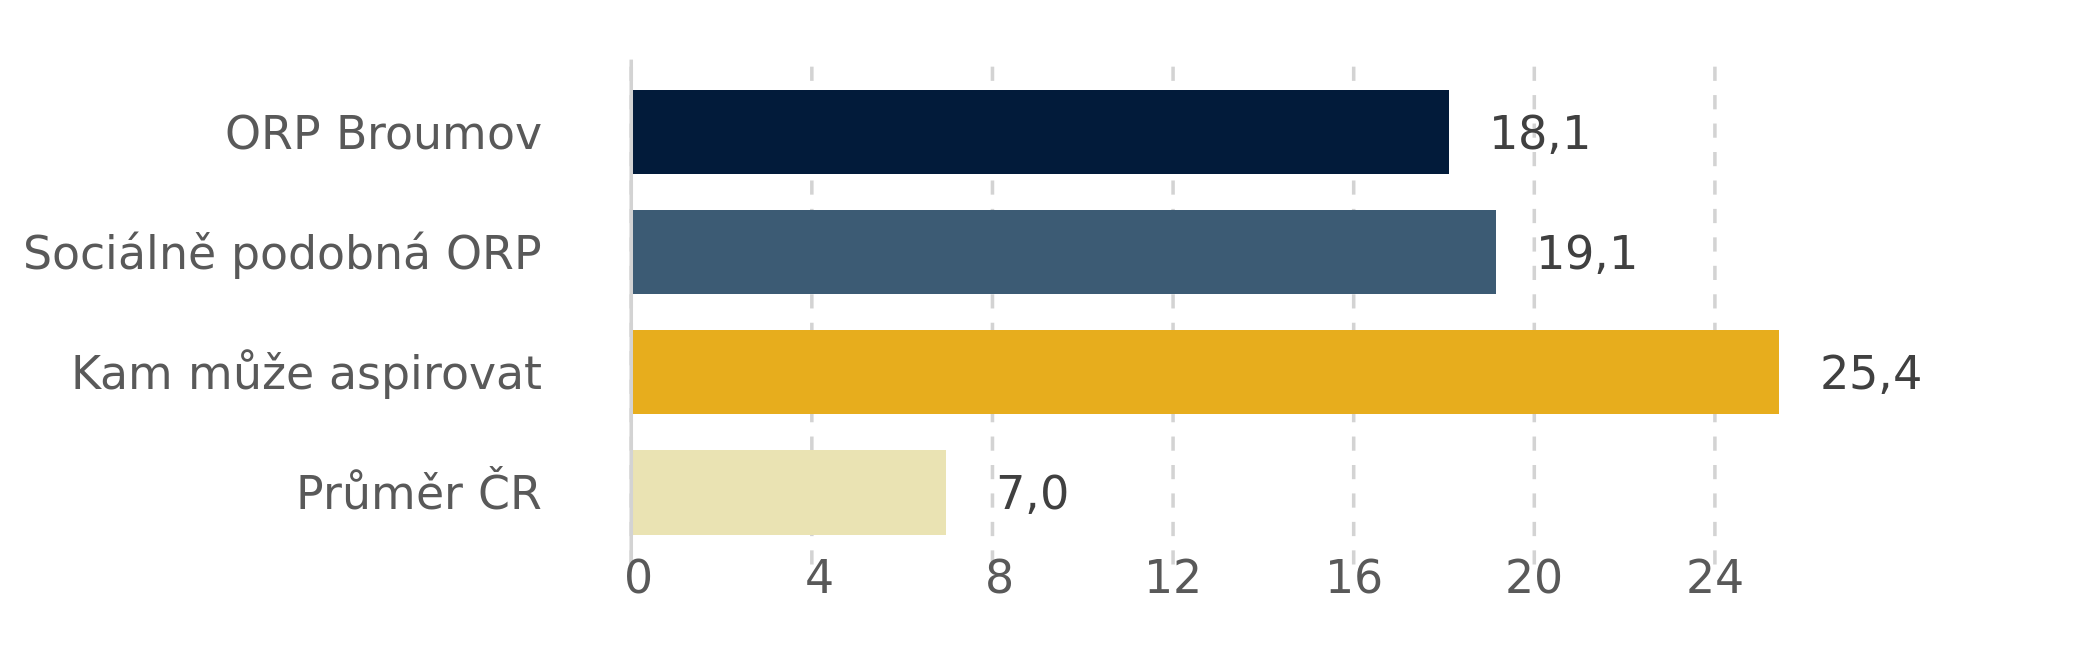 ORP Broumov 18,1
Sociálně podobná ORP 19,1
Kam může aspirovat 25,4
Průměr ČR 7,0
0 4 8 12 16 20 24